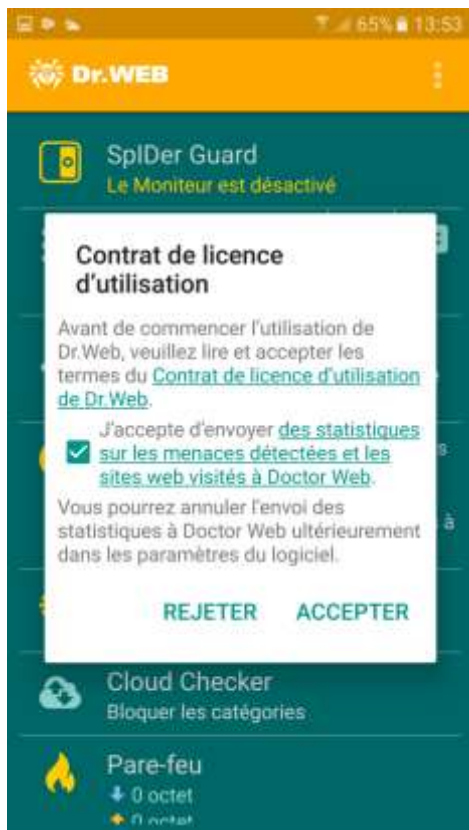 65% 13:53
Dr.WEB
SpIDer Guard
Le Moniteur est désactivé
Contrat de licence
d'utilisation
Avant de commencer l'utilisation de
Dr.Web, veuillez lire et accepter les
termes du Contrat de licence d'utilisation
de Dr.Web.
J'accepte d'envoyer des statistiques
sur les menaces détectées et les
sites web visités à Doctor Web.
s
Vous pourrez annuler l'envoi des
statistiques à Doctor Web ultérieurement
à
dans les paramètres du logiciel.
REJETER ACCEPTER
Cloud Checker
Bloquer les catégories
Pare-feu
0 octet
0 octet